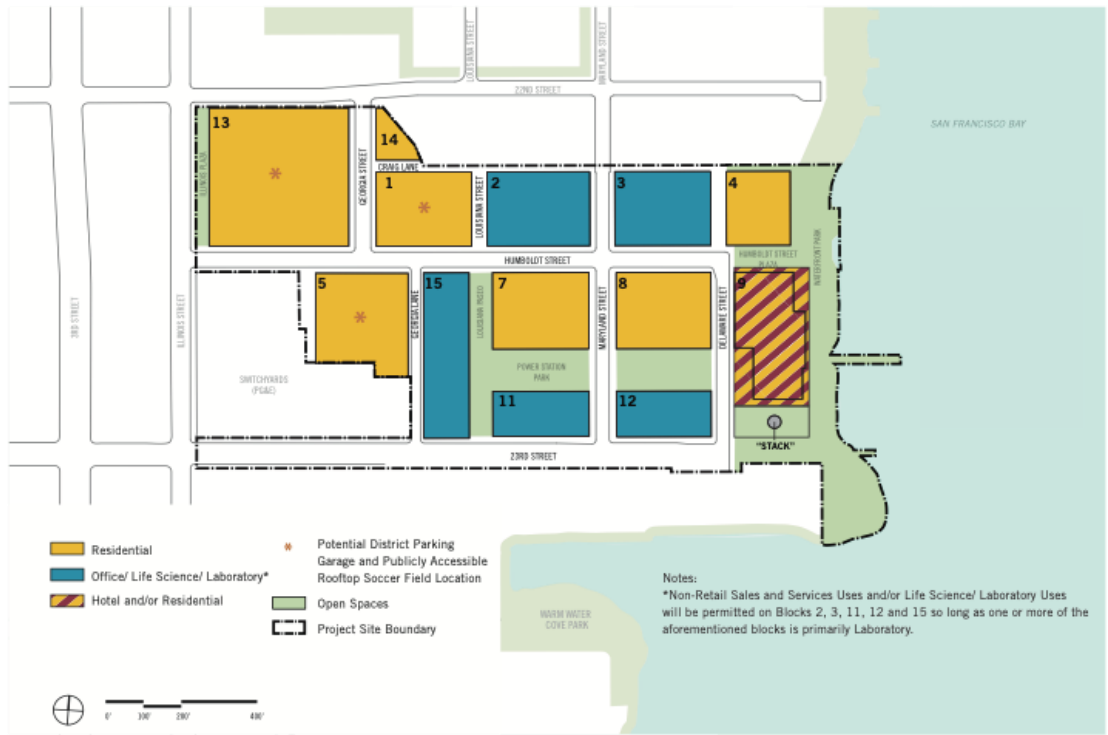 LOUISIANA STREET
MARYLAND STREET
22ND STREET
SAN FRANCISCO BAY
13
14
ILLINOIS PLAZA
GEORGIA STREET
CRAIG LANE
1
LOUISIANA STREET
2
3
4
HUMBOLDT STREET
HUMBOLDT STREET
PLAZA
WATERFRONT PARK
3RD STREET
ILLINOIS STREET
5
GEORGIA LANE
15
LOUISIANA PASEO
7
MARYLAND STREET
8
DELAWARE STREET
9
SWITCHYARDS
(PG&E)
POWER STATION
PARK
11
12
"STACK"
23RD STREET
Residential
Office/ Life Science/ Laboratory*
Hotel and/or Residential
* Potential District Parking
Garage and Publicly Accessible
Rooftop Soccer Field Location
Open Spaces
Project Site Boundary
Notes:
*Non-Retail Sales and Services Uses and/or Life Science/ Laboratory Uses
will be permitted on Blocks 2, 3, 11, 12 and 15 so long as one or more of the
aforementioned blocks is primarily Laboratory.
WARM WATER
COVE PARK
0' 100' 200' 400'